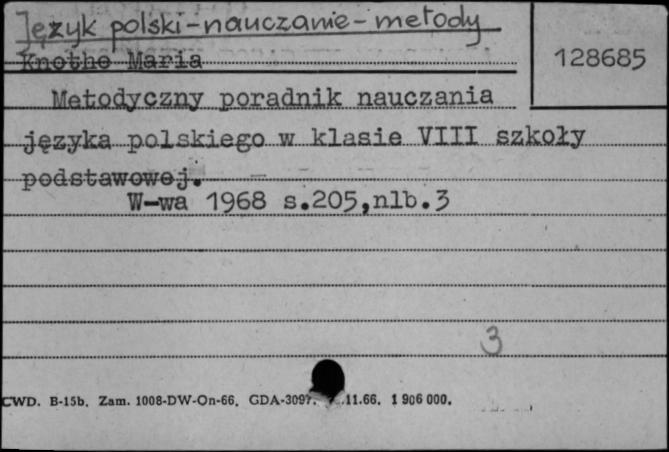 Język polski - nauczanie - metody
Knothe Maria
128685
Metodyczny poradnik nauczania
języka polskiego w klasie VIII szkoły
podstawowej.
W-wa 1968 s.205,nlb.3
3
CWD. B-15b. Zam. 1008-DW-On-66. GDA-309 .11.66. 1 906 000.